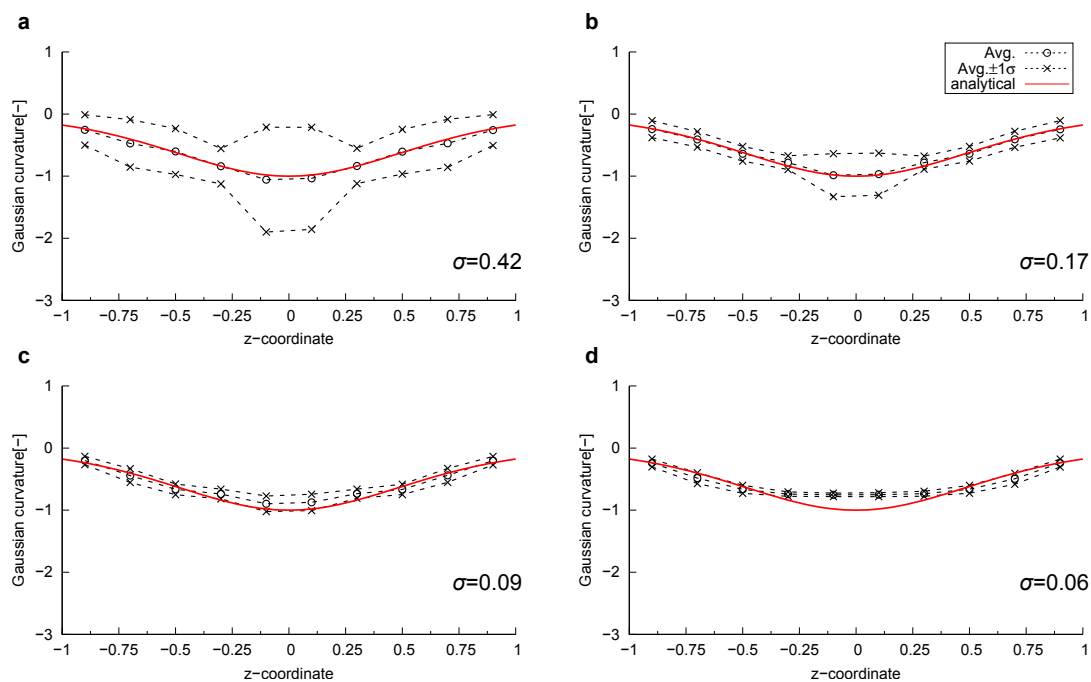 a
1
0
−1
−2
−3
−1
−0.75
−0.5
−0.25
0
0.25
0.5
0.75
1
Gaussian curvature[-]
z−coordinate
σ=0.42
b
1
0
−1
−2
−3
−1
−0.75
−0.5
−0.25
0
0.25
0.5
0.75
1
Gaussian curvature[-]
z−coordinate
Avg.
Avg.±1σ
analytical
σ=0.17
c
1
0
−1
−2
−3
−1
−0.75
−0.5
−0.25
0
0.25
0.5
0.75
1
Gaussian curvature[-]
z−coordinate
σ=0.09
d
1
0
−1
−2
−3
−1
−0.75
−0.5
−0.25
0
0.25
0.5
0.75
1
Gaussian curvature[-]
z−coordinate
σ=0.06